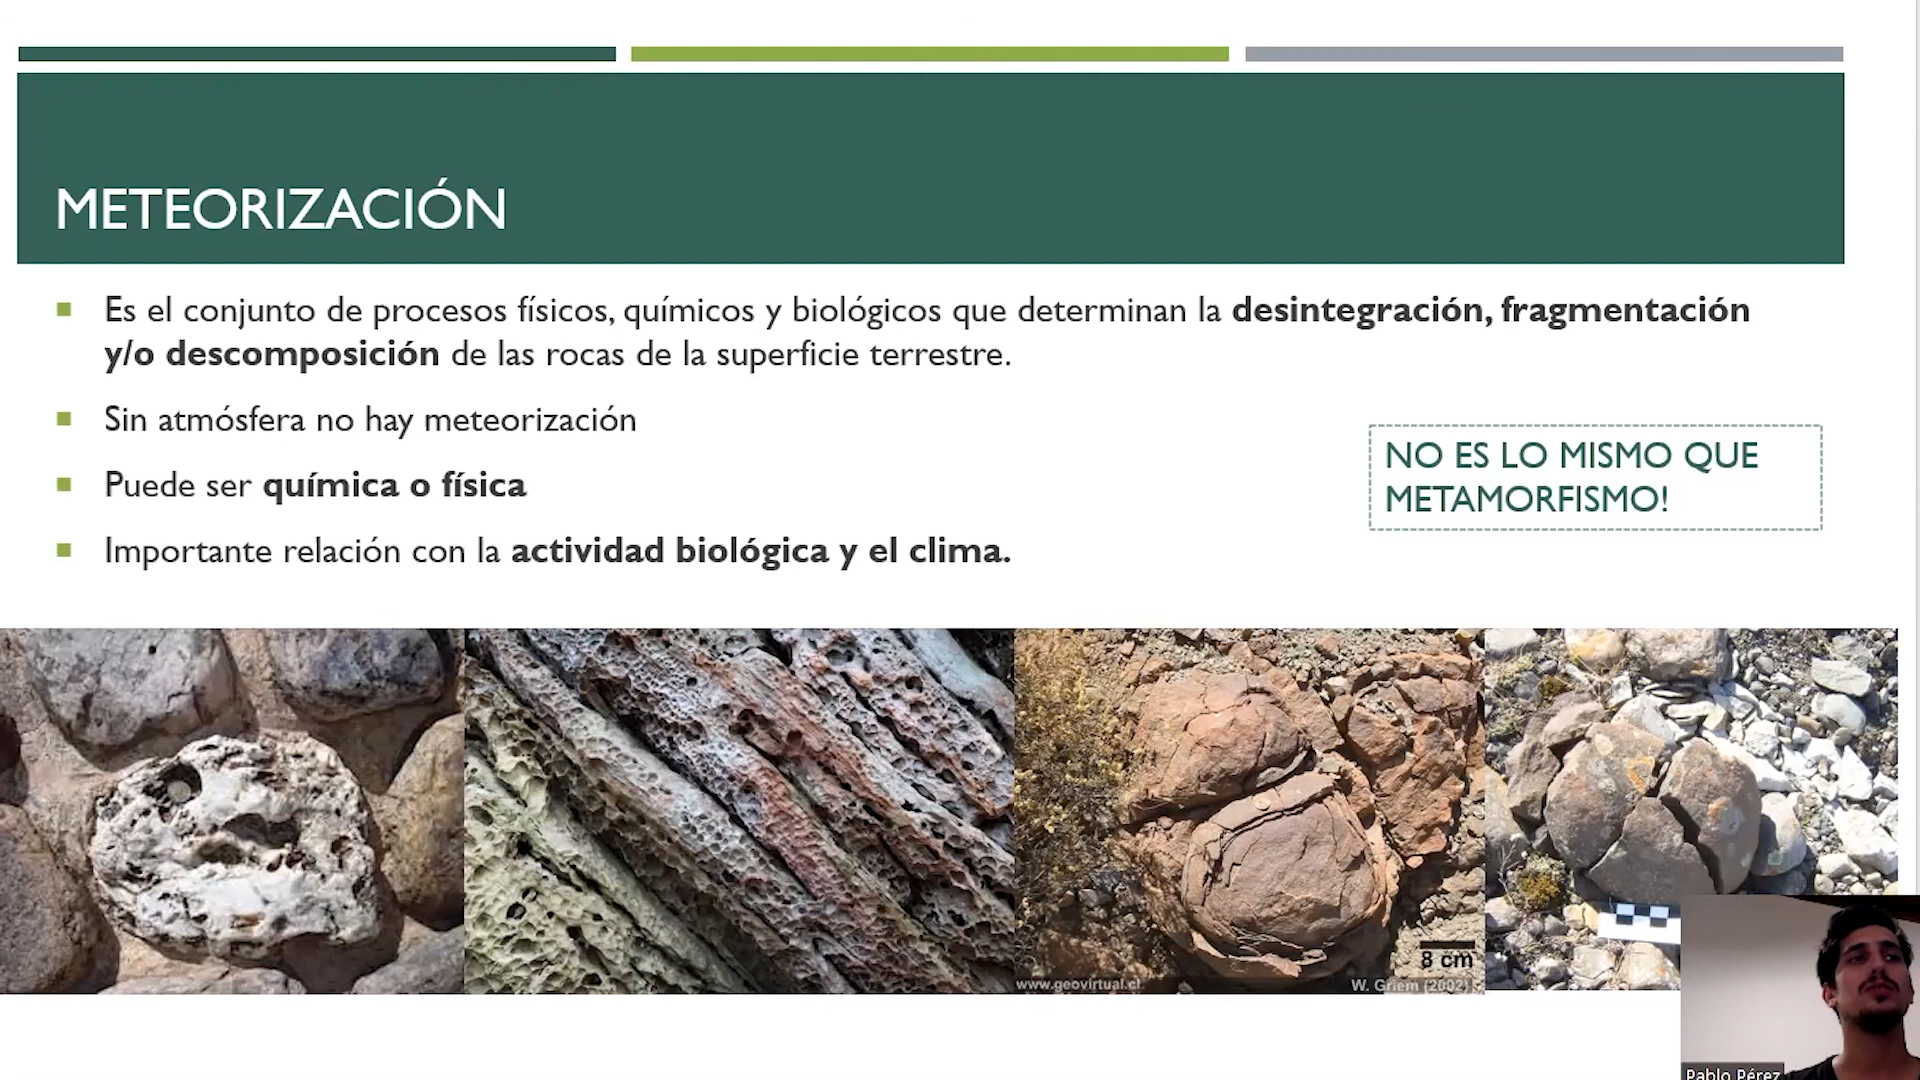 METEORIZACIÓN
Es el conjunto de procesos físicos, químicos y biológicos que determinan la desintegración, fragmentación
y/o descomposición de las rocas de la superficie terrestre.
Sin atmósfera no hay meteorización
NO ES LO MISMO QUE
METAMORFISMO!
Puede ser química o física
Importante relación con la actividad biológica y el clima.
8 cm
www.geovirtual.cl
W. Griem (2002)
Pablo Pérez